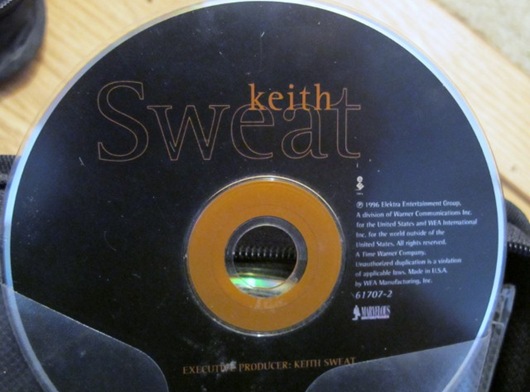 keith
Sweat
℗ 1996 Elektra Entertainment Group,
A division of Warner Communications Inc.
for the United States and WEA International
Inc. for the world outside of the
United States. All rights reserved.
A Time Warner Company.
Unauthorized duplication is a violation
of applicable laws. Made in U.S.A.
by WEA Manufacturing, Inc.
61707-2
EXECUTIVE PRODUCER: KEITH SWEAT